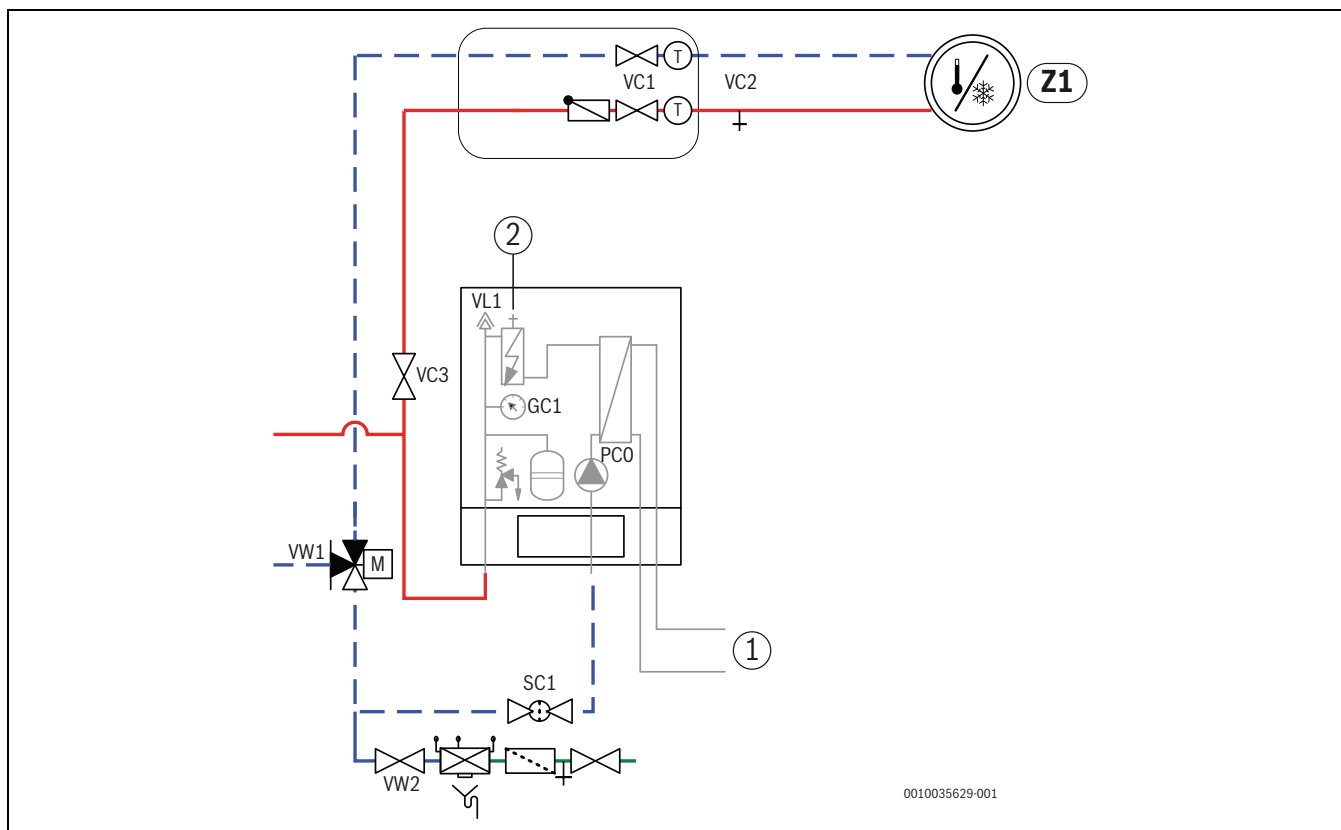 T
VC1
VC2
T
Z1
2
VL1
VC3
GC1
PC0
VW1
M
1
SC1
VW2
0010035629-001